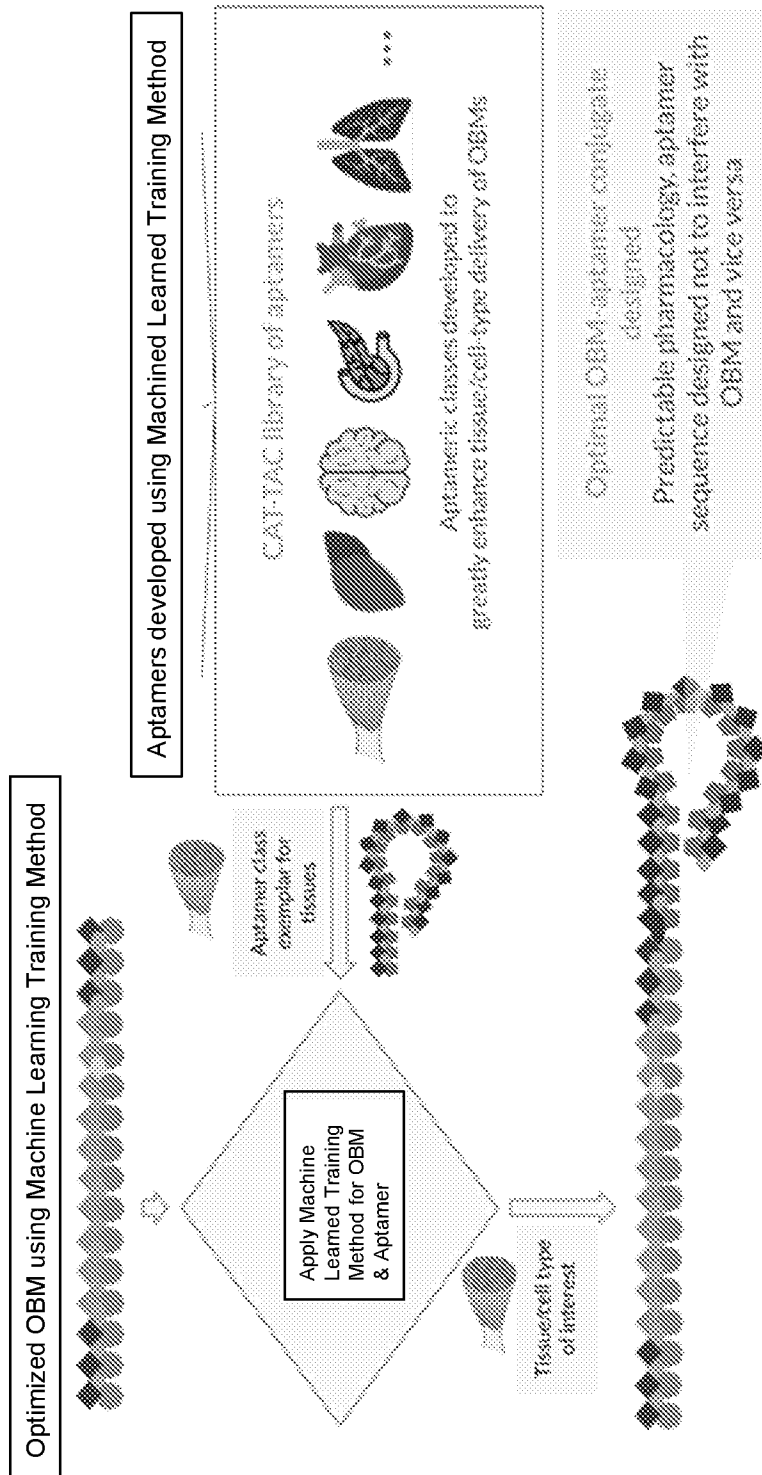 Optimized OBM using Machine Learning Training Method
Aptamers developed using Machined Learned Training Method
CAT-TAC library of aptamers
...
Aptameric classes developed to
greatly enhance tissue/cell-type delivery of OBMs
Aptamer class
exemplar for
tissues
Apply Machine
Learned Training
Method for OBM
& Aptamer
Tissue/cell type
of interest
Optimal OBM-aptamer conjugate
designed
Predictable pharmacology, aptamer
sequence designed not to interfere with
OBM and vice versa